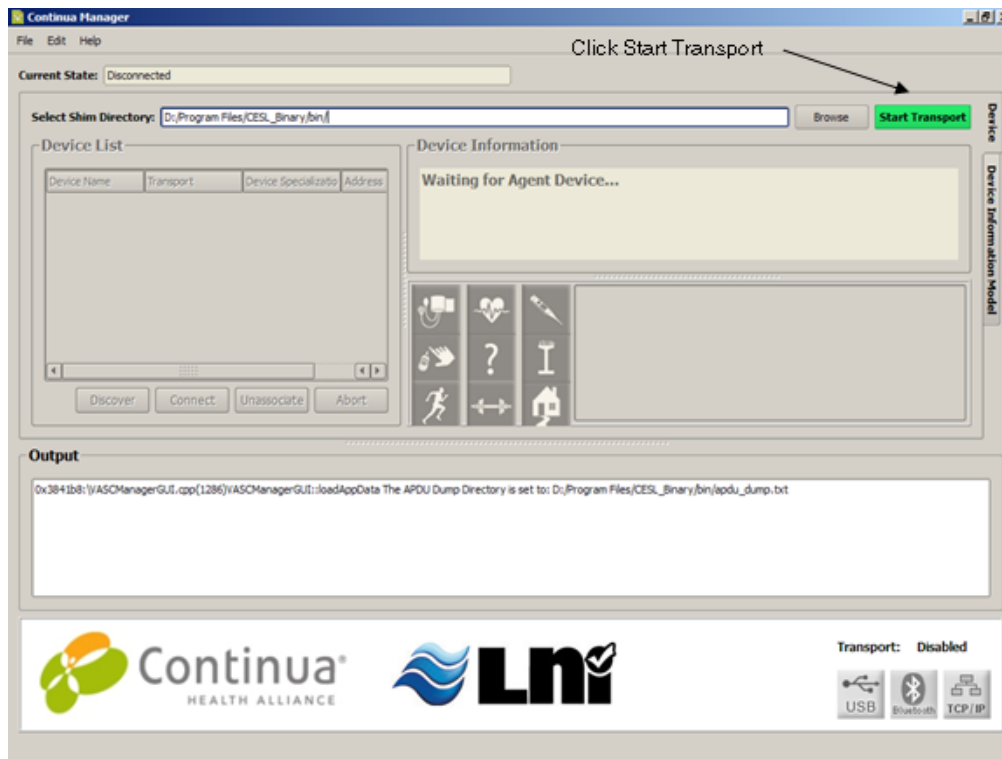 Continua Manager
File Edit Help
Click Start Transport
Current State: Disconnected
Select Shim Directory: D:/Program Files/CESL_Binary/bin/
Browse
Start Transport
Device
Device Information Model
Device List
Device Name Transport Device Specializatio Address
Discover Connect Unassociate Abort
Device Information
Waiting for Agent Device...
?
Output
0x3841b8:\VASCManagerGUI.cpp(1286)VASCManagerGUI::loadAppData The APDU Dump Directory is set to: D:/Program Files/CESL_Binary/bin/apdu_dump.txt
Continua®
HEALTH ALLIANCE
LNI
Transport: Disabled
USB
Bluetooth
TCP/IP